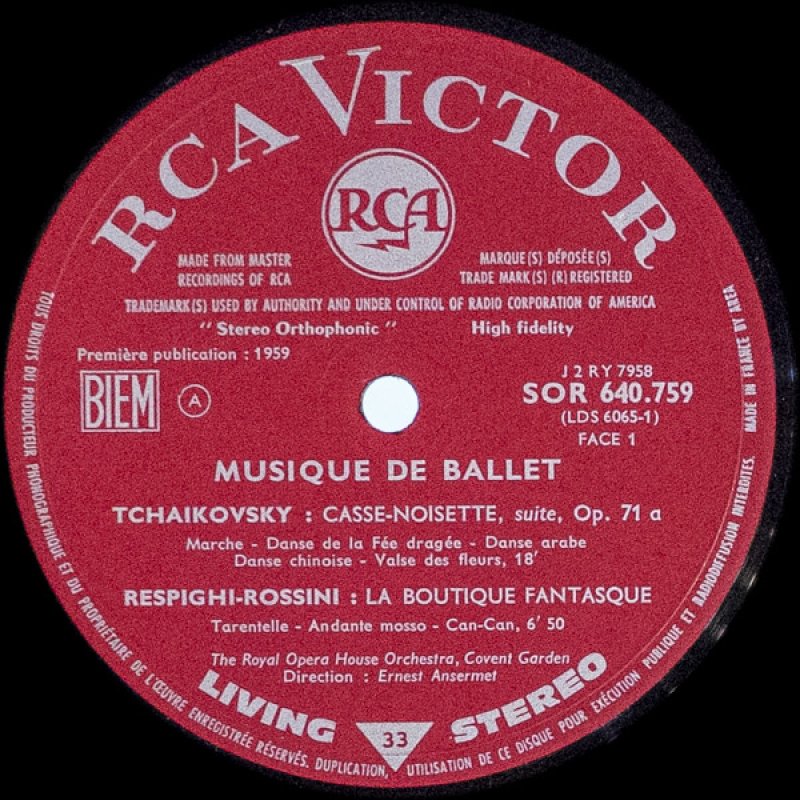 RCA VICTOR
RCA
MADE FROM MASTER
RECORDINGS OF RCA
MARQUE(S) DÉPOSÉE(S)
TRADE MARK(S) (R) REGISTERED
TRADEMARK(S) USED BY AUTHORITY AND UNDER CONTROL OF RADIO CORPORATION OF AMERICA
"Stereo Orthophonic" High fidelity
Première publication : 1959
BIEM
A
J 2 R Y 7958
SOR 640.759
(LDS 6065-1)
FACE 1
MUSIQUE DE BALLET
TCHAIKOVSKY : CASSE-NOISETTE, suite, Op. 71 a
Marche - Danse de la Fée dragée - Danse arabe
Danse chinoise - Valse des fleurs, 18'
RESPIGHI-ROSSINI : LA BOUTIQUE FANTASQUE
Tarentelle - Andante mosso - Can-Can, 6' 50
The Royal Opera House Orchestra, Covent Garden
Direction : Ernest Ansermet
LIVING STEREO
33
TOUS DROITS DU PRODUCTEUR PHONOGRAPHIQUE ET DU PROPRIÉTAIRE DE L'ŒUVRE ENREGISTRÉE RÉSERVÉS. DUPLICATION, UTILISATION DE CE DISQUE POUR EXÉCUTION PUBLIQUE ET RADIODIFFUSION INTERDITES. MADE IN FRANCE BY AREA